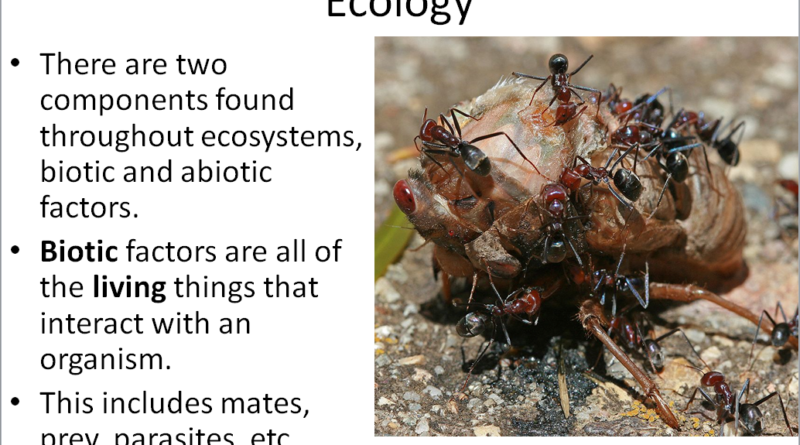 Ecology
• There are two
components found
throughout ecosystems,
biotic and abiotic
factors.
• Biotic factors are all of
the living things that
interact with an
organism.
• This includes mates,
prey, parasites, etc